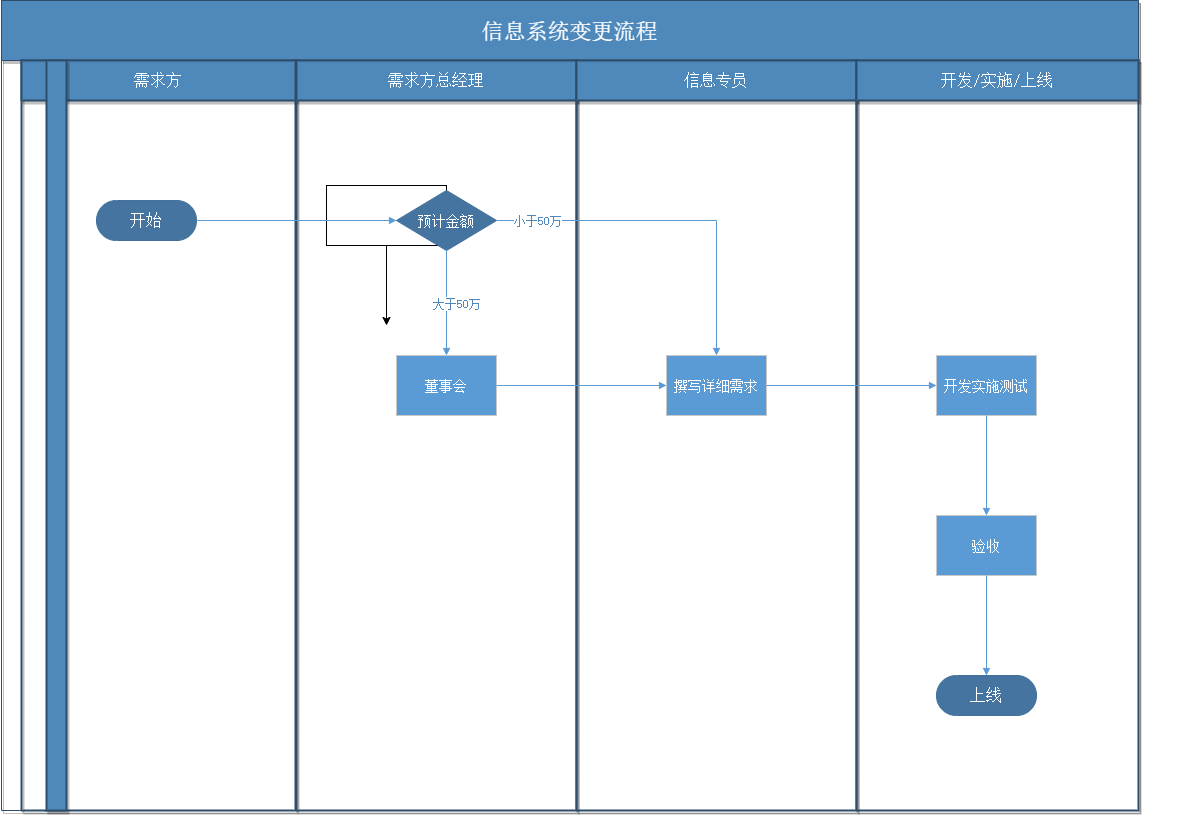 信息系统变更流程
需求方
需求方总经理
信息专员
开发/实施/上线
开始
预计金额
小于50万
大于50万
董事会
撰写详细需求
开发实施测试
验收
上线